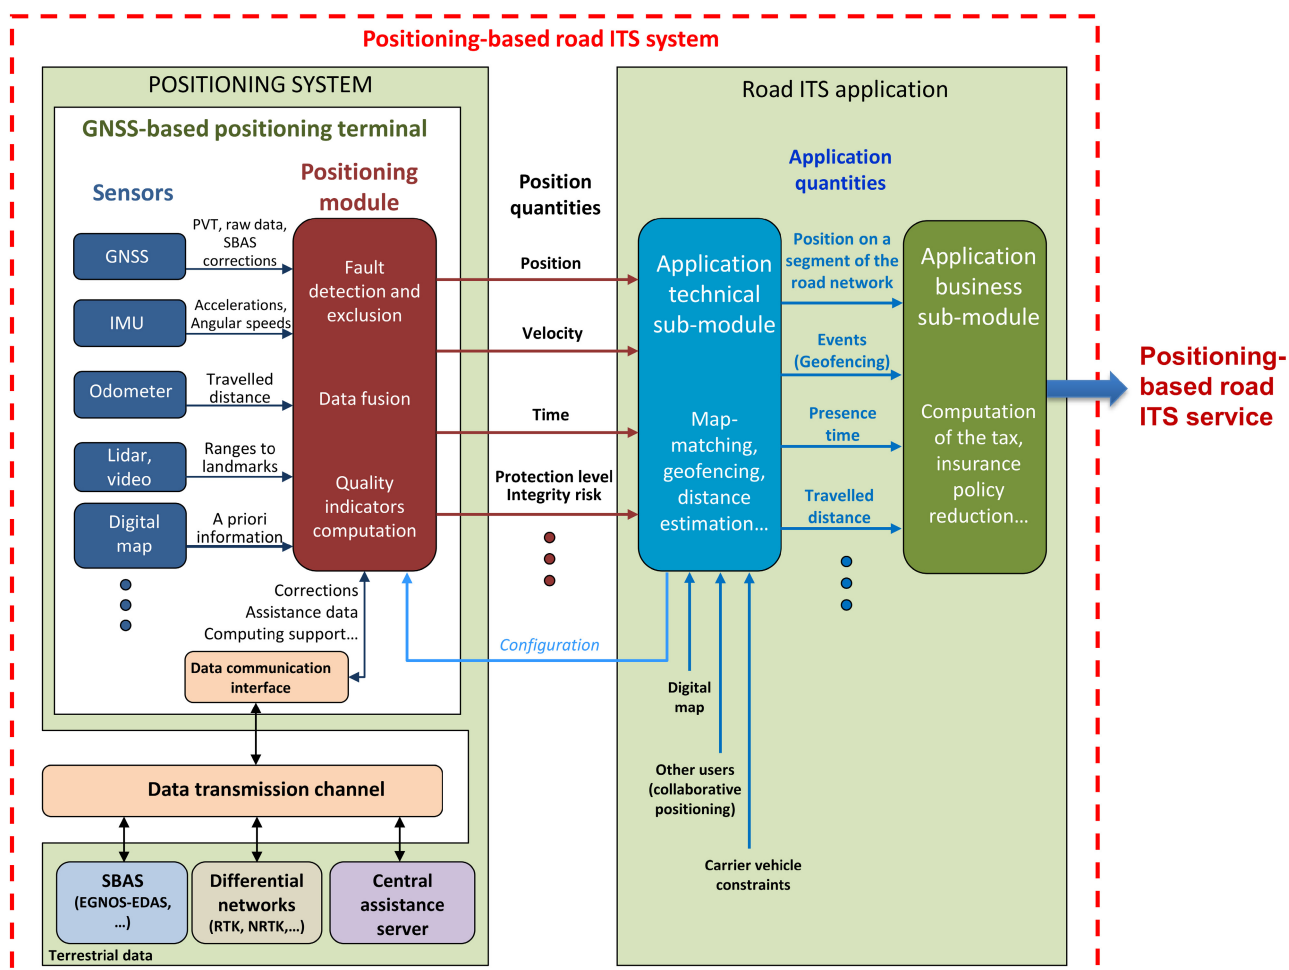 Positioning-based road ITS system
POSITIONING SYSTEM
GNSS-based positioning terminal
Sensors
Positioning
module
GNSS
IMU
Odometer
Lidar,
video
Digital
map
PVT, raw data,
SBAS
corrections
Accelerations,
Angular speeds
Travelled
distance
Ranges to
landmarks
A priori
information
Fault
detection and
exclusion
Data fusion
Quality
indicators
computation
Corrections
Assistance data
Computing support…
Data communication
interface
Data transmission channel
SBAS
(EGNOS-EDAS,
…)
Differential
networks
(RTK, NRTK,…)
Central
assistance
server
Terrestrial data
Position
quantities
Position
Velocity
Time
Protection level
Integrity risk
Configuration
Road ITS application
Application
quantities
Application
technical
sub-module
Map-
matching,
geofencing,
distance
estimation…
Position on a
segment of the
road network
Events
(Geofencing)
Presence
time
Travelled
distance
Application
business
sub-module
Computation
of the tax,
insurance
policy
reduction…
Digital
map
Other users
(collaborative
positioning)
Carrier vehicle
constraints
Positioning-
based road
ITS service